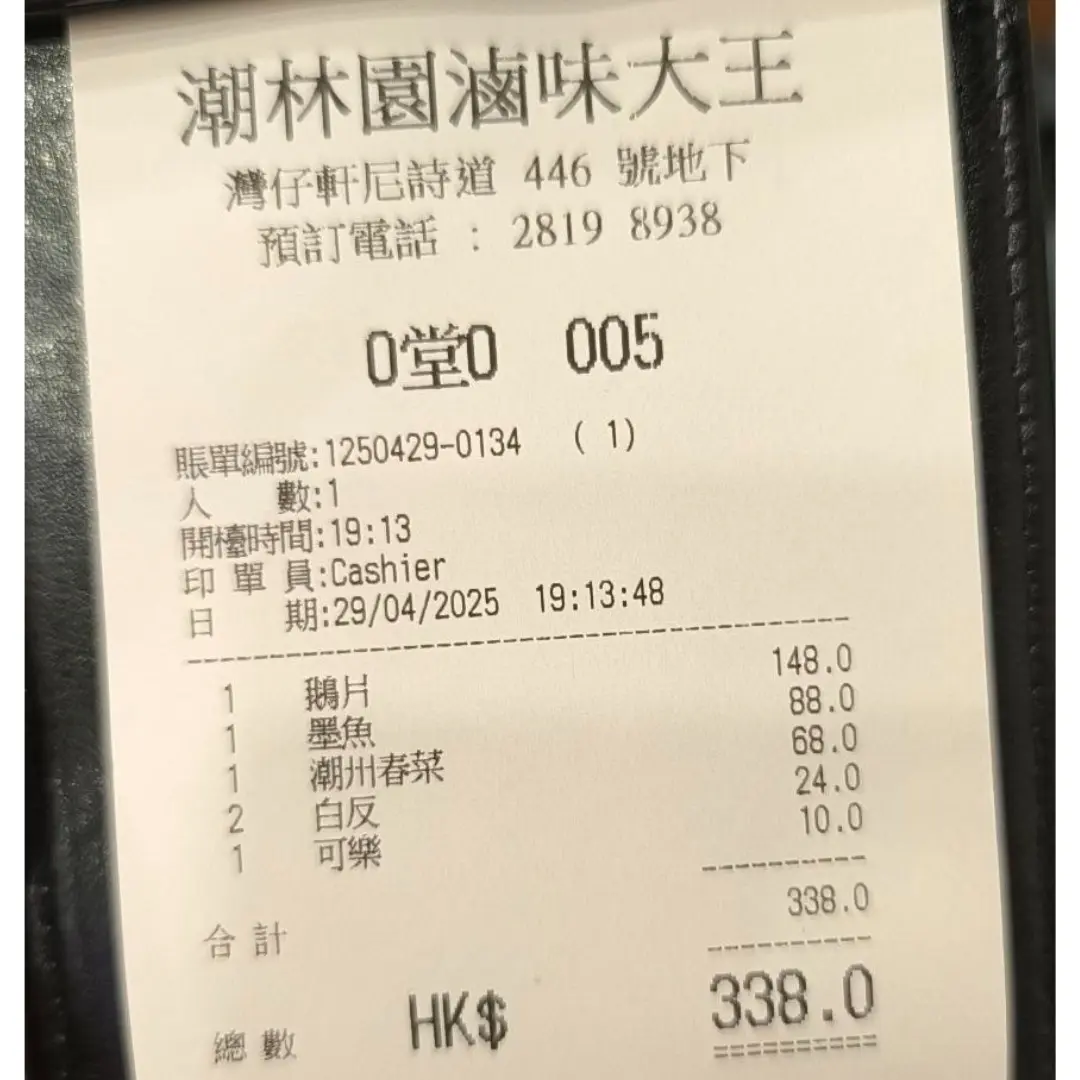 潮林園滷味大王
灣仔軒尼詩道 446 號地下
預訂電話 : 2819 8938
0堂0 005
賬單編號:1250429-0134 ( 1)
人 數:1
開檯時間:19:13
印 單 員:Cashier
日 期:29/04/2025 19:13:48
1 鵝片 148.0
1 墨魚 88.0
1 潮州春菜 68.0
2 白反 24.0
1 可樂 10.0
合 計 338.0
總 數 HK$ 338.0